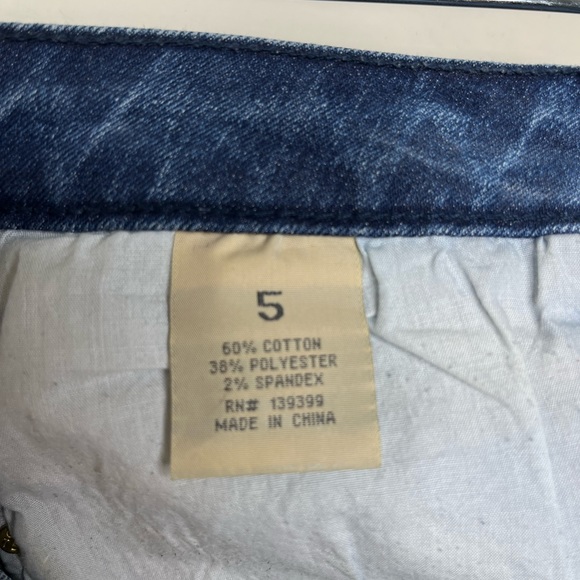 5
60% COTTON
38% POLYESTER
2% SPANDEX
RN# 139399
MADE IN CHINA